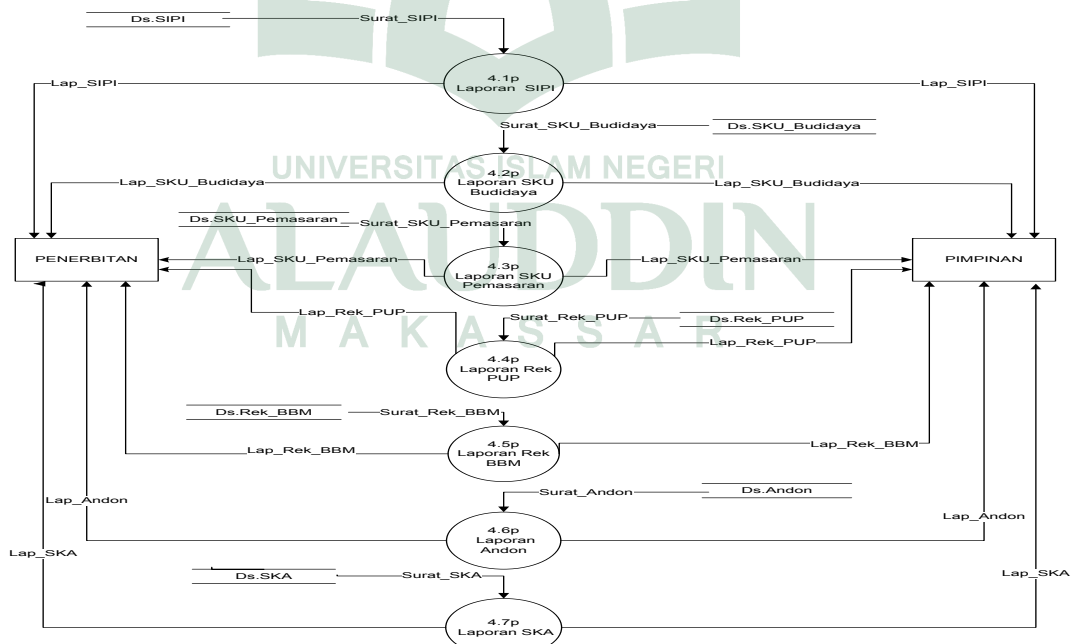 Ds.SIPI
Surat_SIPI
4.1p
Laporan SIPI
Lap_SIPI
Lap_SIPI
Surat_SKU_Budidaya
Ds.SKU_Budidaya
UNIVERSITAS ISLAM NEGERI
4.2p
Laporan SKU
Budidaya
Lap_SKU_Budidaya
Lap_SKU_Budidaya
Ds.SKU_Pemasaran
Surat_SKU_Pemasaran
ALAUDDIN
PENERBITAN
Lap_SKU_Pemasaran
4.3p
Laporan SKU
Pemasaran
Lap_SKU_Pemasaran
PIMPINAN
Lap_Rek_PUP
Surat_Rek_PUP
Ds.Rek_PUP
MAKASSAR
Lap_Rek_PUP
4.4p
Laporan Rek
PUP
Ds.Rek_BBM
Surat_Rek_BBM
4.5p
Laporan Rek
BBM
Lap_Rek_BBM
Lap_Rek_BBM
Surat_Andon
Ds.Andon
Lap_Andon
Lap_Andon
4.6p
Laporan
Andon
Lap_SKA
Lap_SKA
Ds.SKA
Surat_SKA
4.7p
Laporan SKA